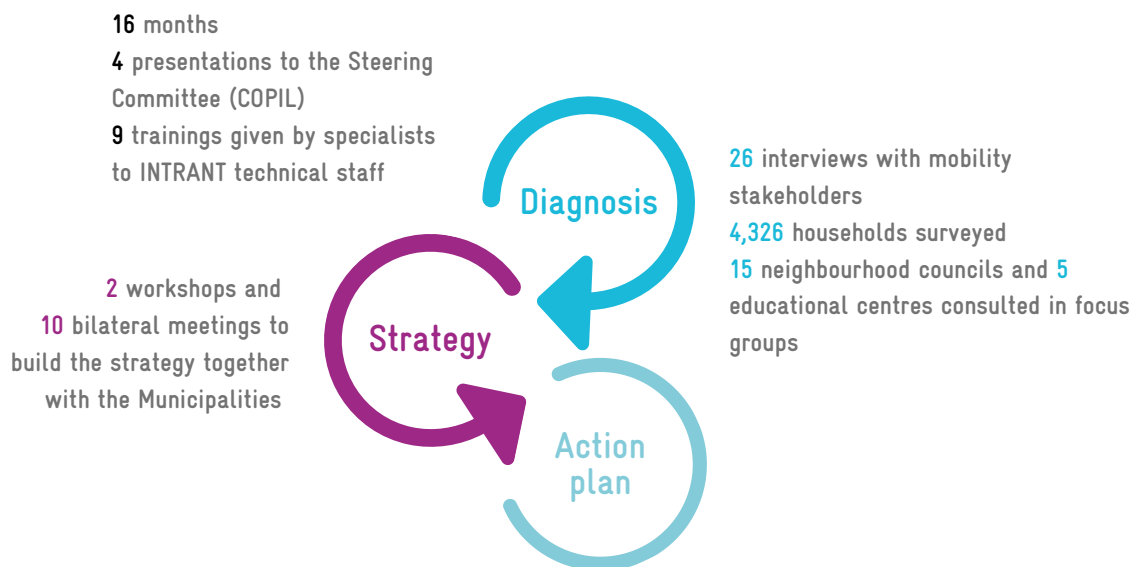 16 months
4 presentations to the Steering
Committee (COPIL)
9 trainings given by specialists
to INTRANT technical staff
Diagnosis
26 interviews with mobility
stakeholders
4,326 households surveyed
15 neighbourhood councils and 5
educational centres consulted in focus
groups
2 workshops and
10 bilateral meetings to
build the strategy together
with the Municipalities
Strategy
Action
plan